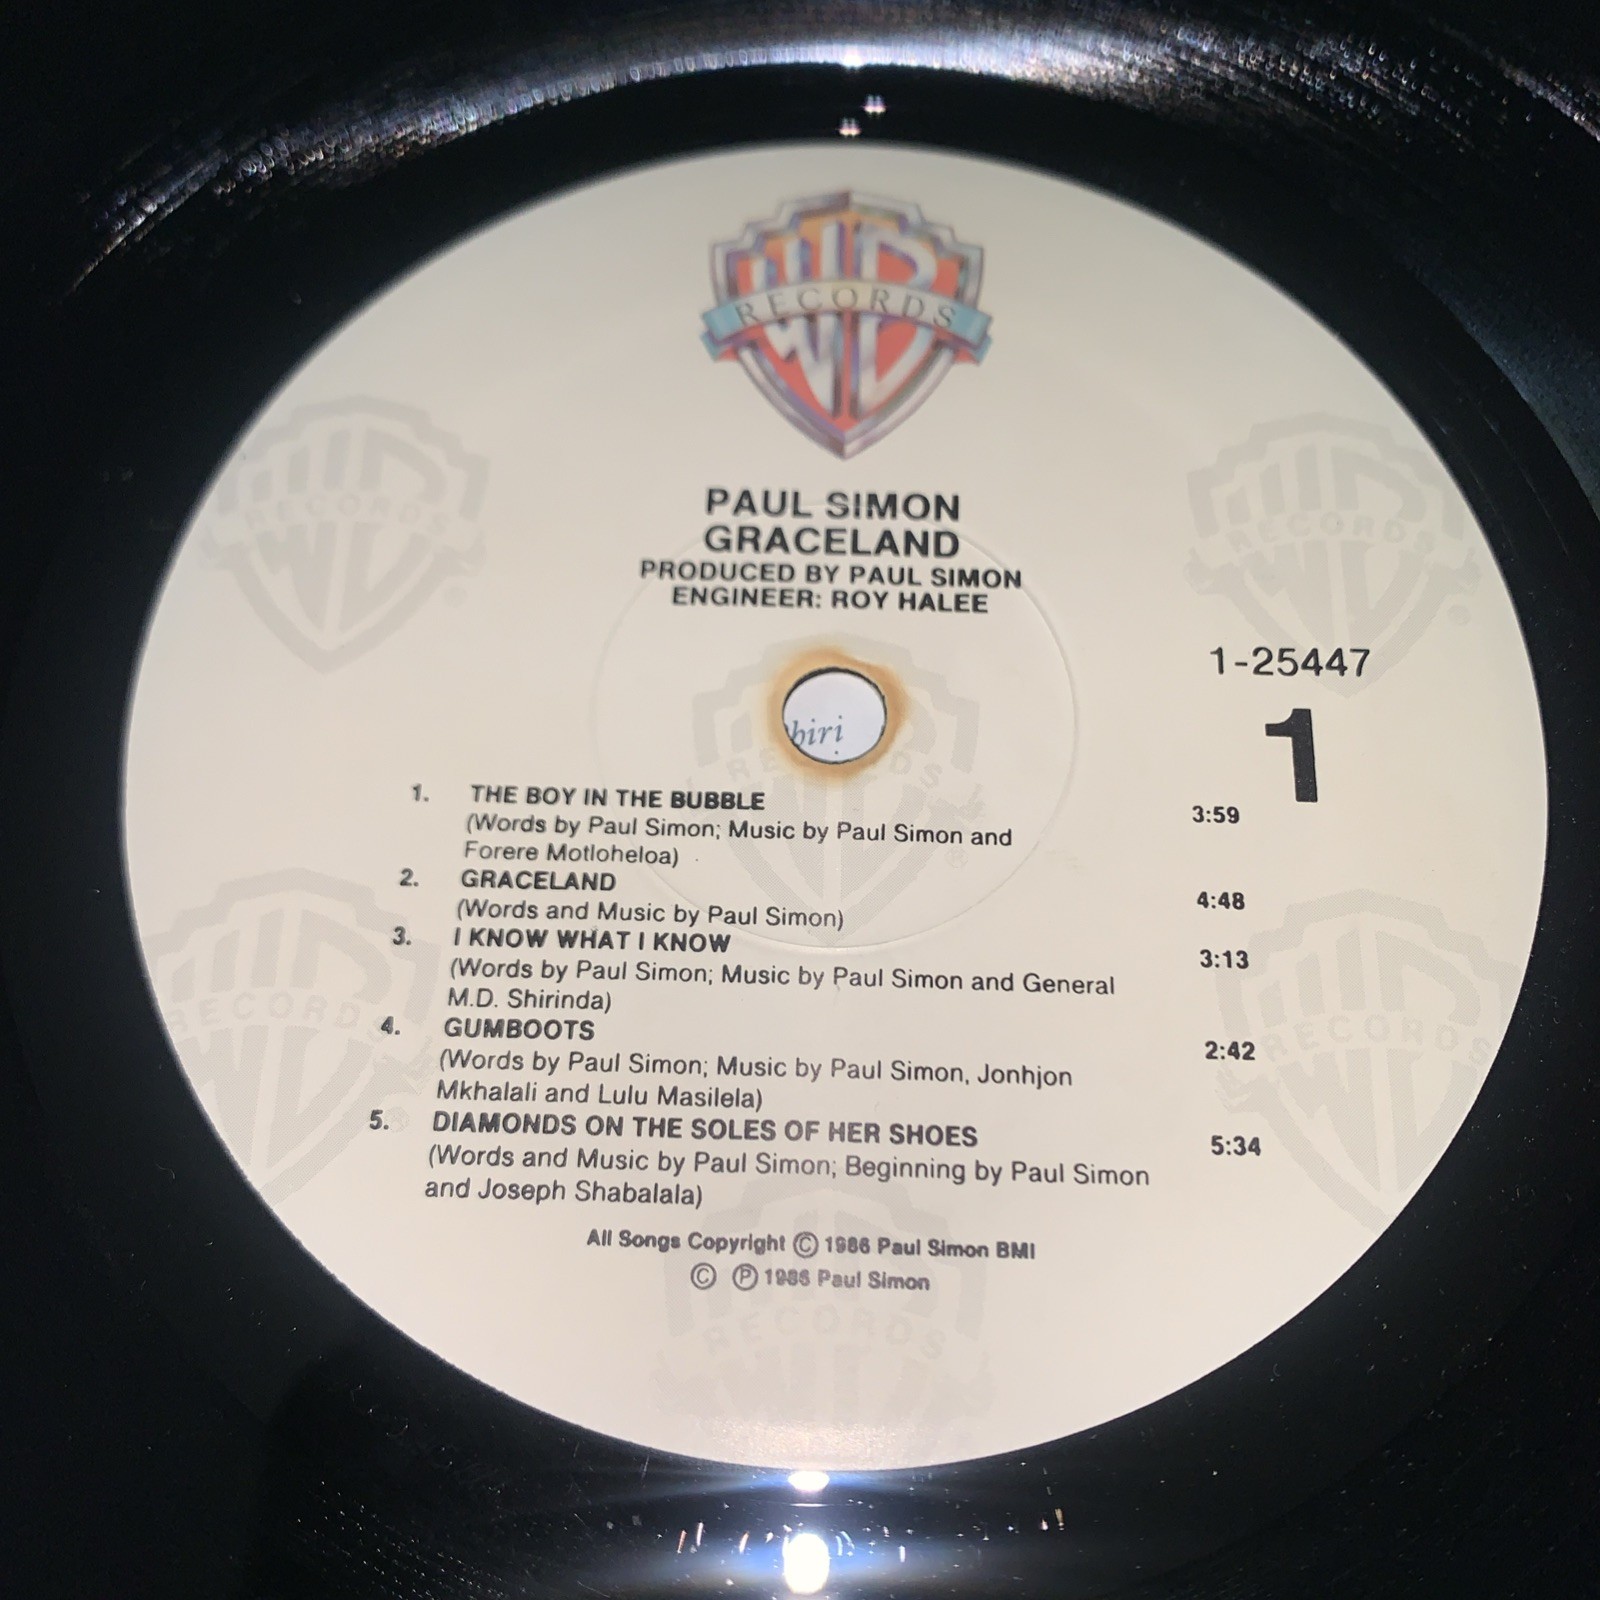 RECORDS
PAUL SIMON
GRACELAND
PRODUCED BY PAUL SIMON
ENGINEER: ROY HALEE
1-25447
1
biri
1. THE BOY IN THE BUBBLE 3:59
(Words by Paul Simon; Music by Paul Simon and
Forere Motloheloa)
2. GRACELAND 4:48
(Words and Music by Paul Simon)
3. I KNOW WHAT I KNOW 3:13
(Words by Paul Simon; Music by Paul Simon and General
M.D. Shirinda)
4. GUMBOOTS 2:42
(Words by Paul Simon; Music by Paul Simon, Jonhjon
Mkhalali and Lulu Masilela)
5. DIAMONDS ON THE SOLES OF HER SHOES 5:34
(Words and Music by Paul Simon; Beginning by Paul Simon
and Joseph Shabalala)
All Songs Copyright © 1986 Paul Simon BMI
© ℗ 1986 Paul Simon